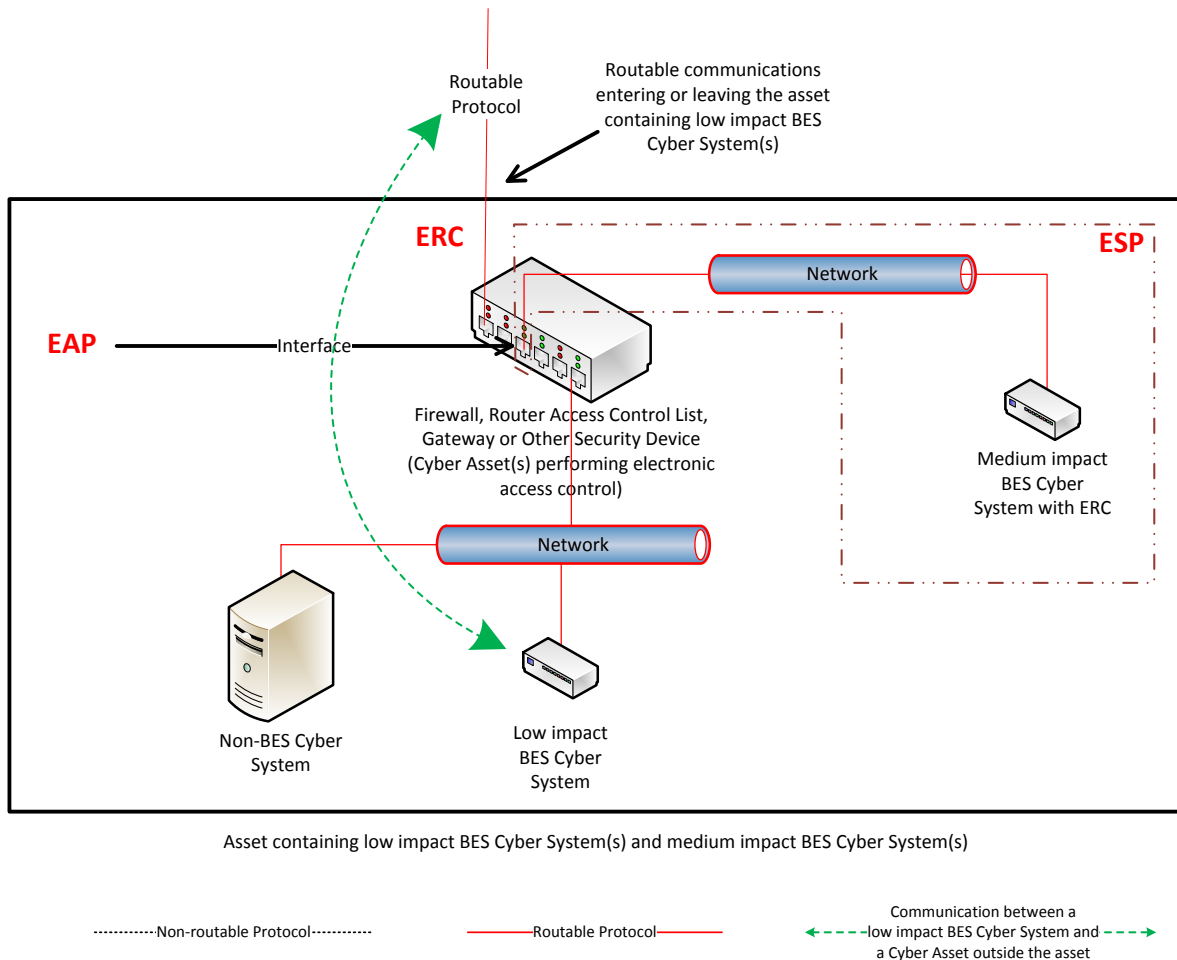 Routable
Protocol
Routable communications
entering or leaving the asset
containing low impact BES
Cyber System(s)
ERC
ESP
Network
EAP
Interface
Firewall, Router Access Control List,
Gateway or Other Security Device
(Cyber Asset(s) performing electronic
access control)
Medium impact
BES Cyber
System with ERC
Network
Non-BES Cyber
System
Low impact
BES Cyber
System
Asset containing low impact BES Cyber System(s) and medium impact BES Cyber System(s)
Non-routable Protocol
Routable Protocol
Communication between a
low impact BES Cyber System and
a Cyber Asset outside the asset